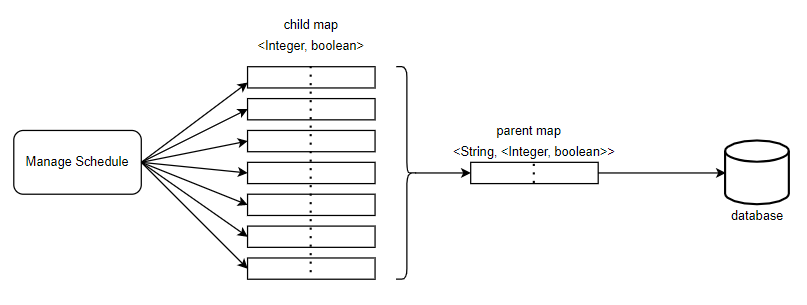 child map
<Integer, boolean>
Manage Schedule
parent map
<String, <Integer, boolean>>
database